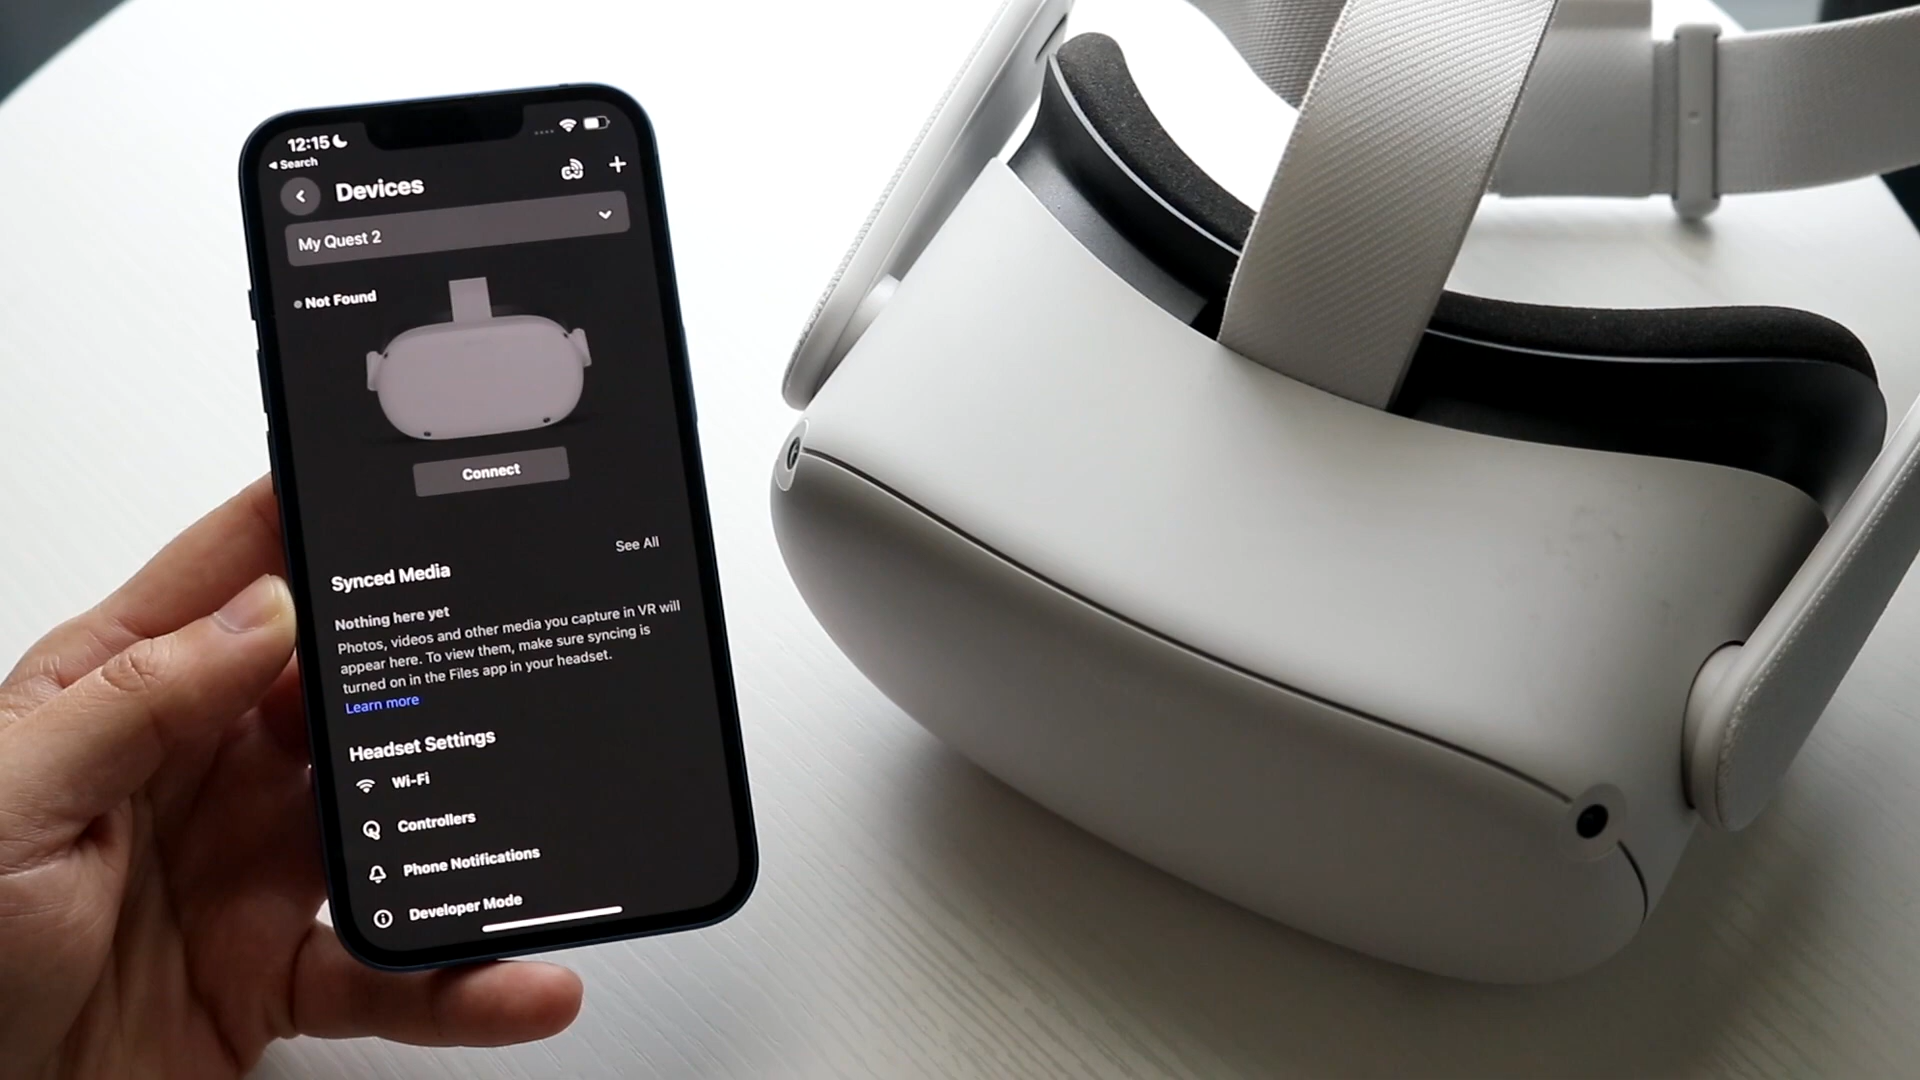 12:15
Search
Devices
My Quest 2
Not Found
Connect
See All
Synced Media
Nothing here yet
Photos, videos and other media you capture in VR will
appear here. To view them, make sure syncing is
turned on in the Files app in your headset.
Learn more
Headset Settings
Wi-Fi
Controllers
Phone Notifications
Developer Mode